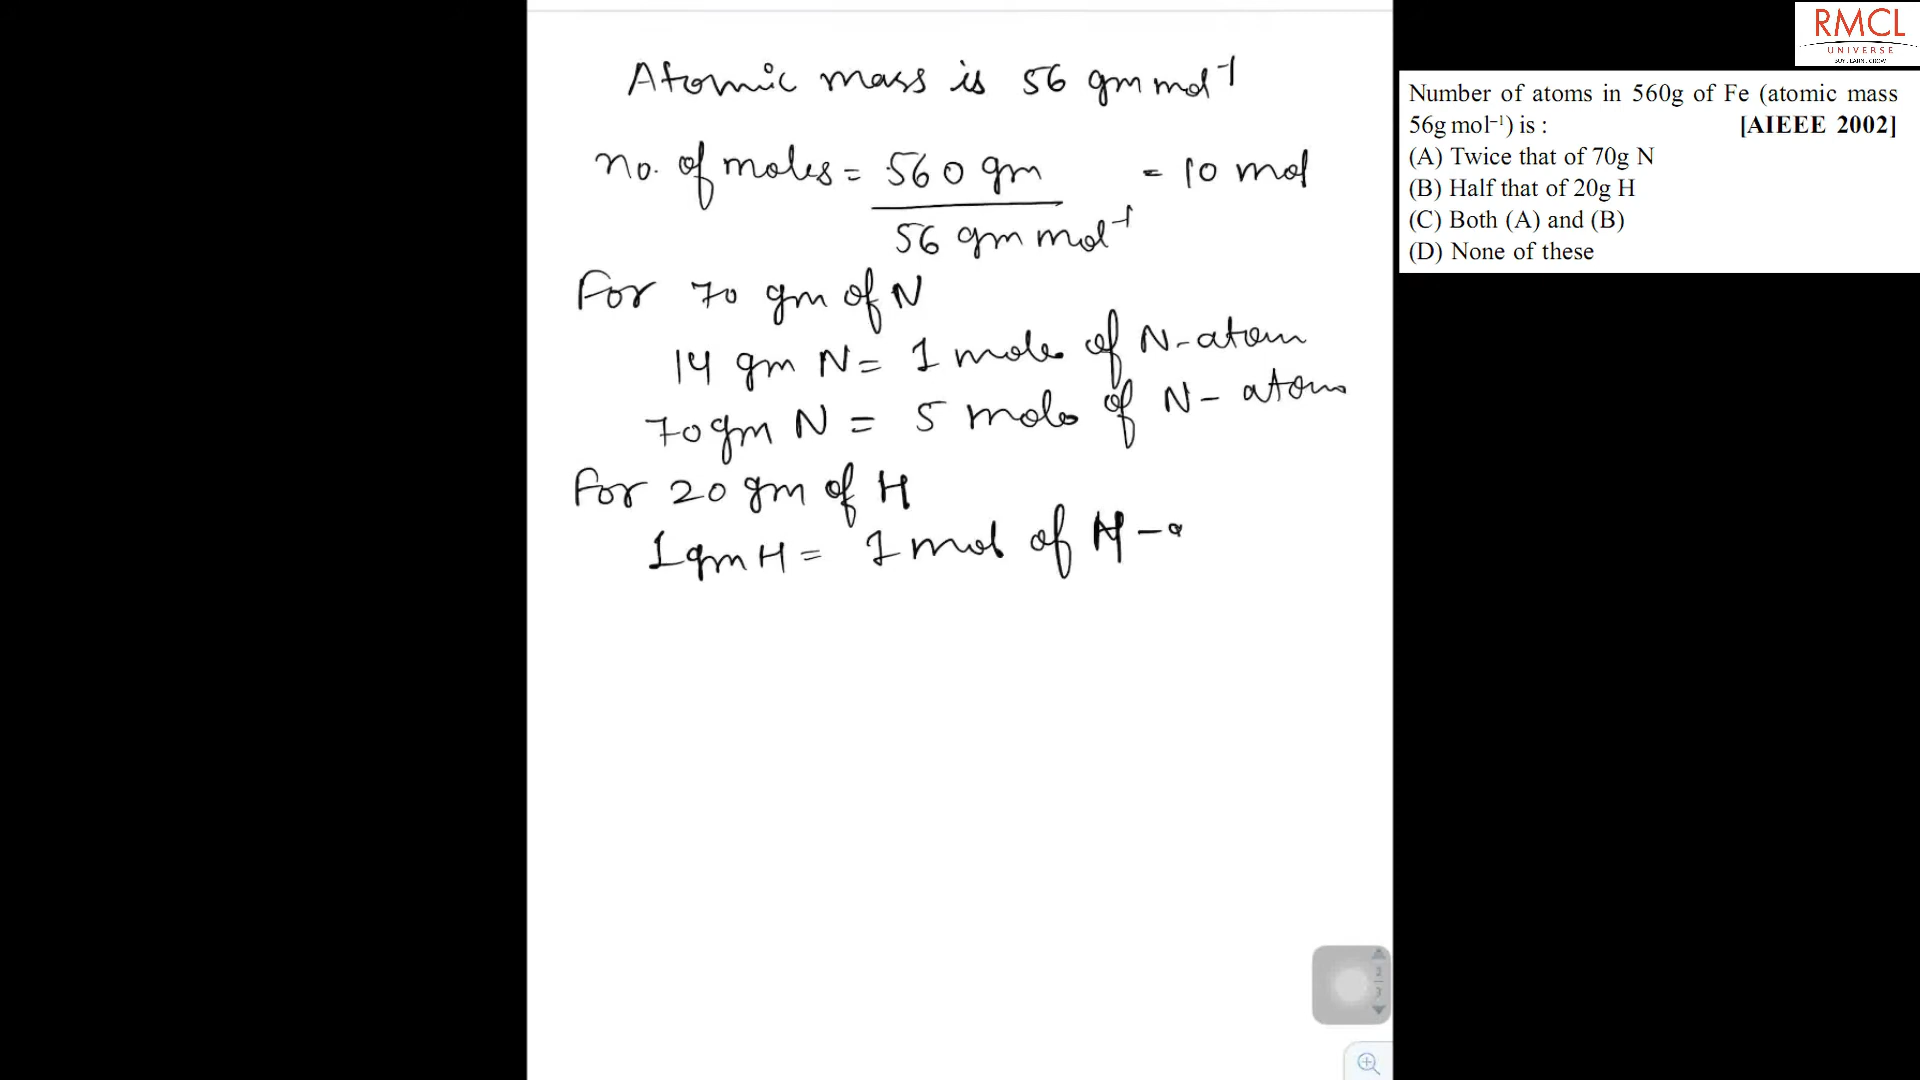 Atomic mass is 56 gm mol⁻¹
no. of moles = 560 gm / 56 gm mol⁻¹ = 10 mol
For 70 gm of N
14 gm N = 1 mole of N-atom
70 gm N = 5 mole of N-atom
For 20 gm of H
1 gm H = 1 mol of H-a
RMCL
UNIVERSE
Number of atoms in 560g of Fe (atomic mass
56g mol⁻¹) is : [AIEEE 2002]
(A) Twice that of 70g N
(B) Half that of 20g H
(C) Both (A) and (B)
(D) None of these